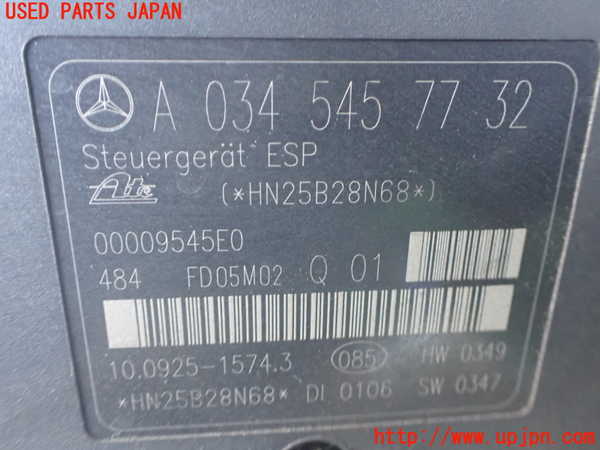 USED PARTS JAPAN
A 034 545 77 32
Steuergerät ESP
Ate (*HN25B28N68*)
00009545E0
484 FD05M02 Q 01
10.0925-1574.3 085 HW 0349
*HN25B28N68* DI 0106 SW 0347
http://www.upjpn.com/